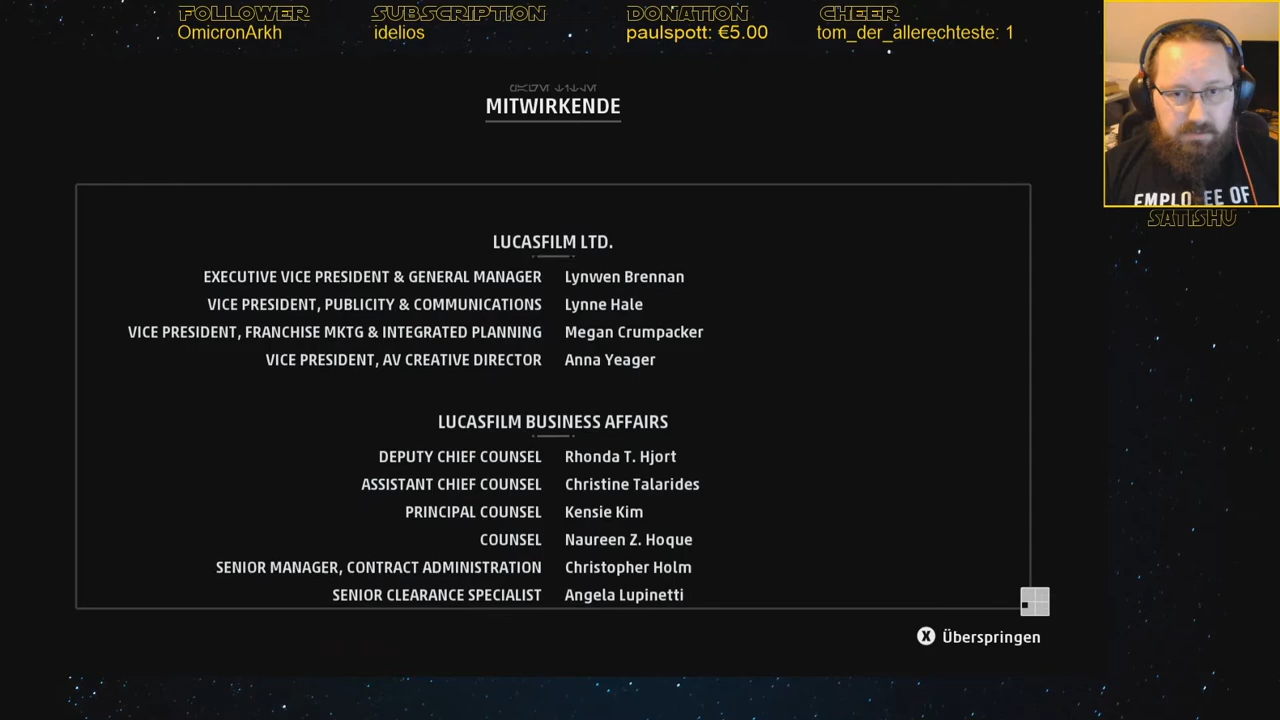 FOLLOWER SUBSCRIPTION DONATION CHEER
OmicronArkh idelios paulspott: €5.00 tom_der_allerechteste: 1
MITWIRKENDE
EMPLOYEE OF
SATISHU
LUCASFILM LTD.
EXECUTIVE VICE PRESIDENT & GENERAL MANAGER Lynwen Brennan
VICE PRESIDENT, PUBLICITY & COMMUNICATIONS Lynne Hale
VICE PRESIDENT, FRANCHISE MKTG & INTEGRATED PLANNING Megan Crumpacker
VICE PRESIDENT, AV CREATIVE DIRECTOR Anna Yeager
LUCASFILM BUSINESS AFFAIRS
DEPUTY CHIEF COUNSEL Rhonda T. Hjort
ASSISTANT CHIEF COUNSEL Christine Talarides
PRINCIPAL COUNSEL Kensie Kim
COUNSEL Naureen Z. Hoque
SENIOR MANAGER, CONTRACT ADMINISTRATION Christopher Holm
SENIOR CLEARANCE SPECIALIST Angela Lupinetti
X Überspringen